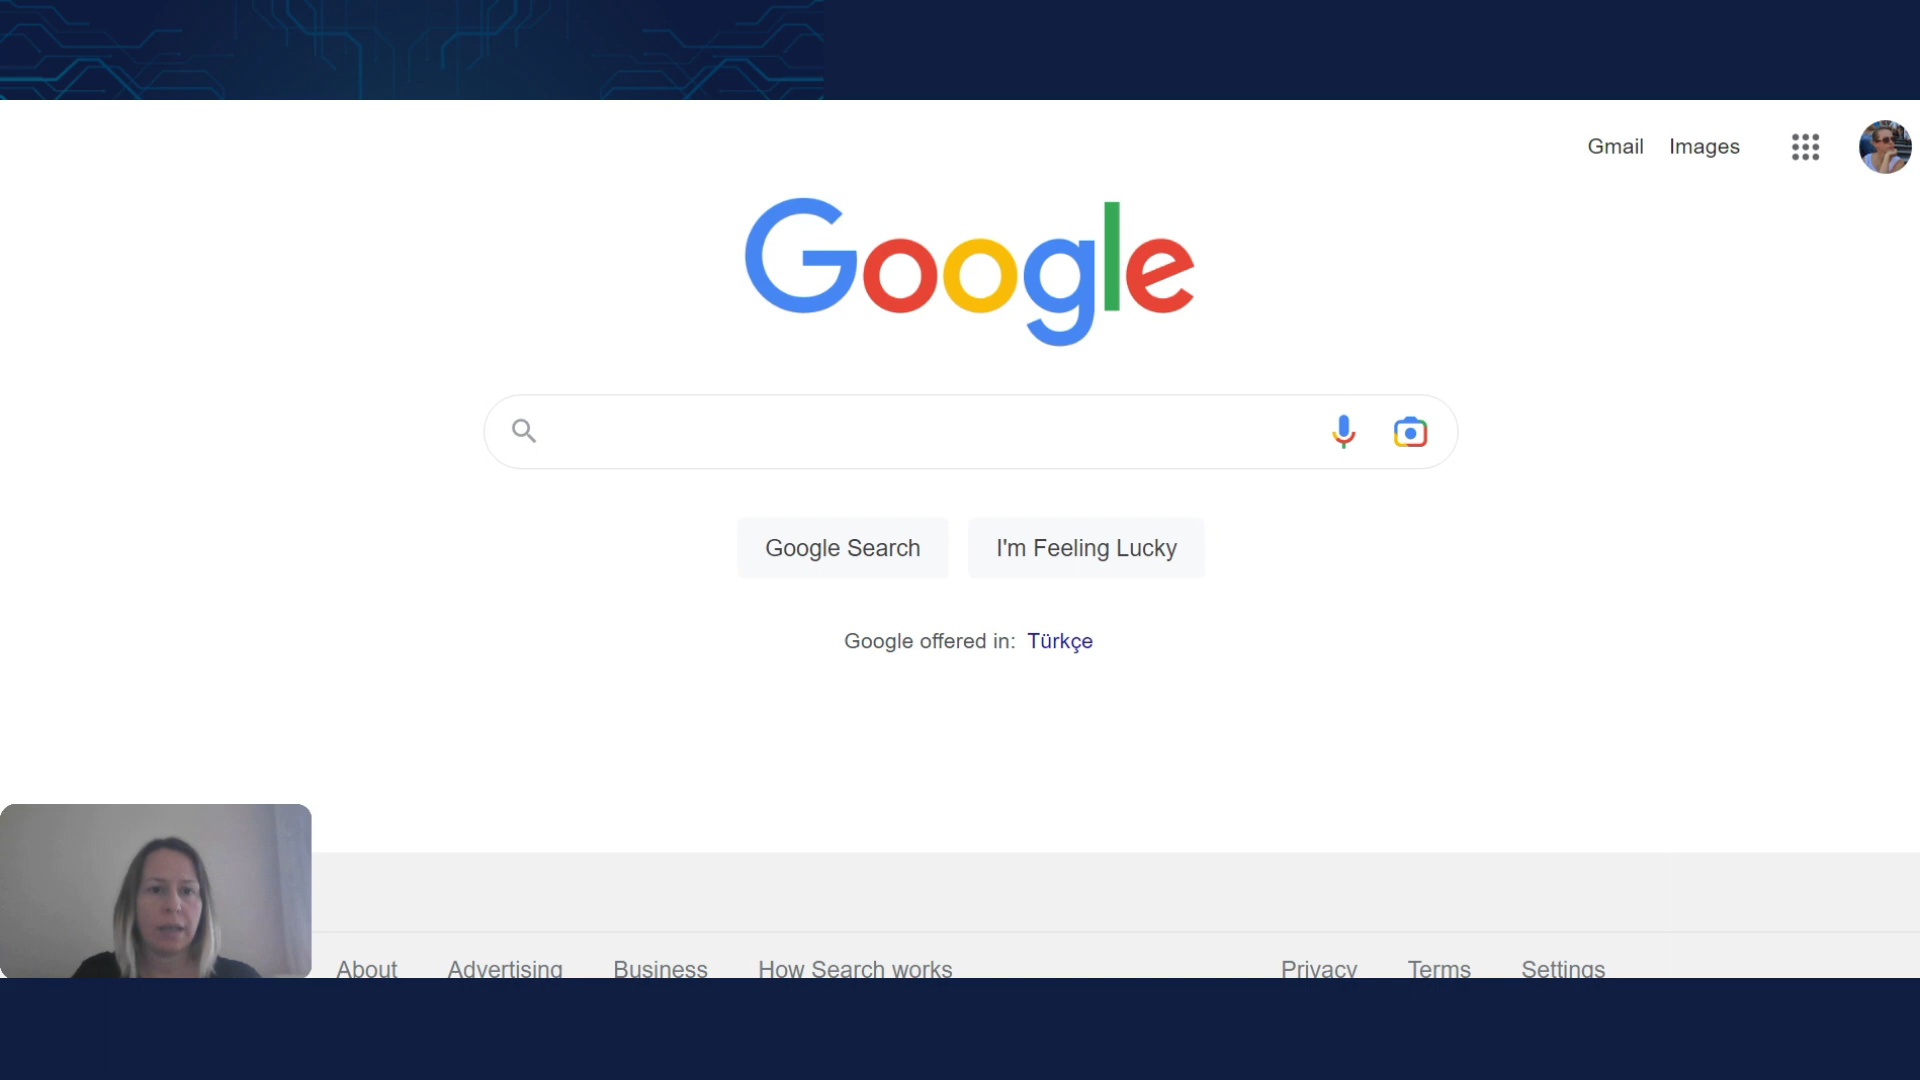 Gmail Images
Google
Google Search I'm Feeling Lucky
Google offered in: Türkçe
About Advertising Business How Search works Privacy Terms Settings